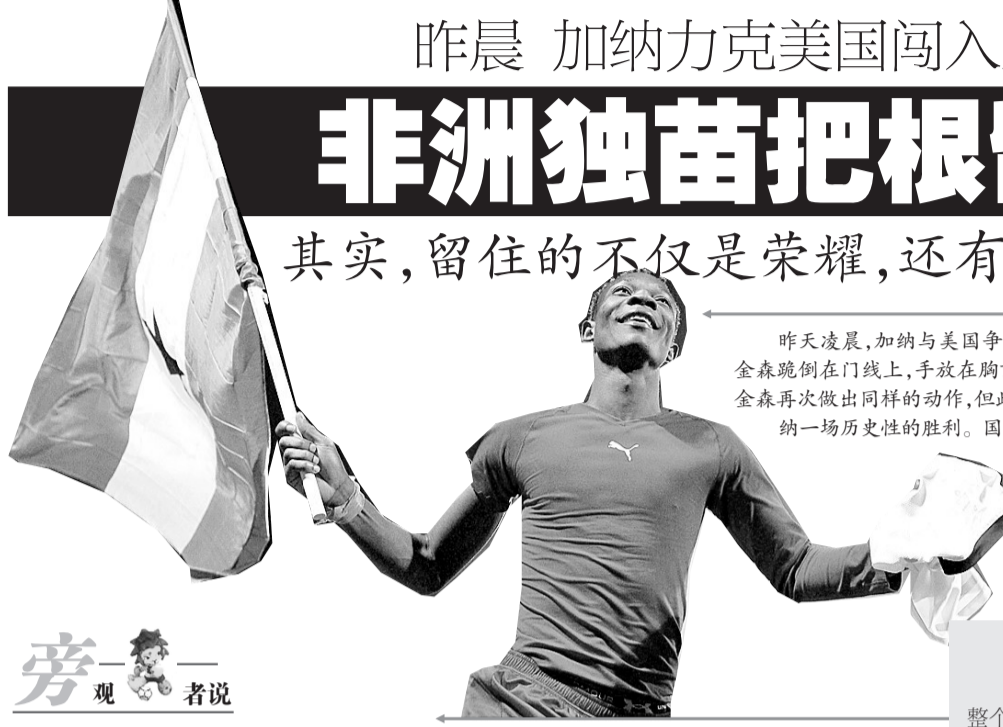 昨晨 加纳力克美国闯入
非洲独苗把根
其实,留住的不仅是荣耀,还有
昨天凌晨,加纳与美国争
金森跪倒在门线上,手放在胸
金森再次做出同样的动作,但
纳一场历史性的胜利。国
旁观者说
整个